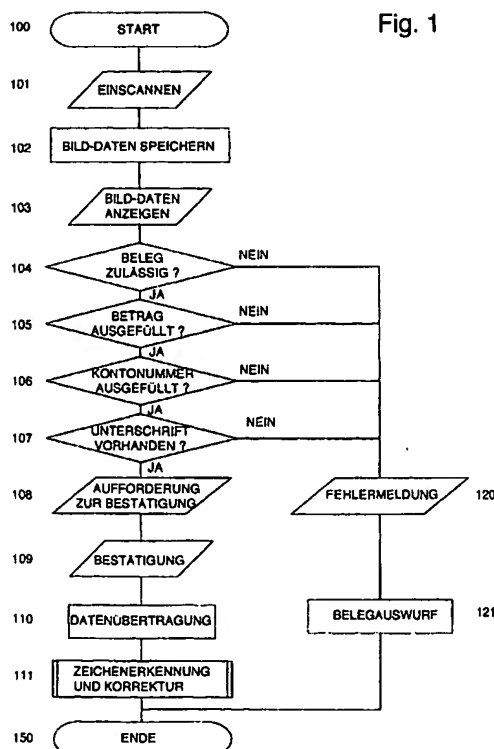 Fig. 1
100 START
101 EINSCANNEN
102 BILD-DATEN SPEICHERN
103 BILD-DATEN
ANZEIGEN
104 BELEG
ZULÄSSIG ?
NEIN
JA
105 BETRAG
AUSGEFÜLLT ?
NEIN
JA
106 KONTONUMMER
AUSGEFÜLLT ?
NEIN
JA
107 UNTERSCHRIFT
VORHANDEN ?
NEIN
JA
108 AUFFORDERUNG
ZUR BESTÄTIGUNG
FEHLERMELDUNG 120
109 BESTÄTIGUNG
110 DATENÜBERTRAGUNG
BELEGAUSWURF 121
111 ZEICHENERKENNUNG
UND KORREKTUR
150 ENDE